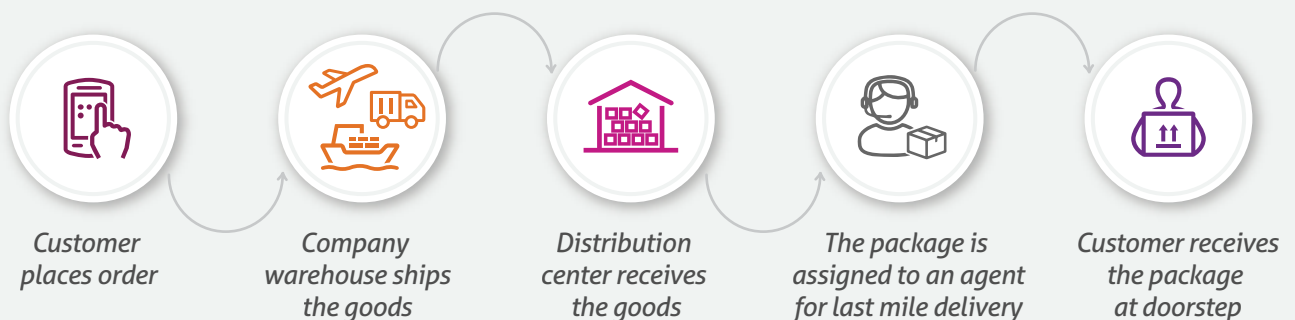 Customer
places order
Company
warehouse ships
the goods
Distribution
center receives
the goods
The package is
assigned to an agent
for last mile delivery
Customer receives
the package
at doorstep